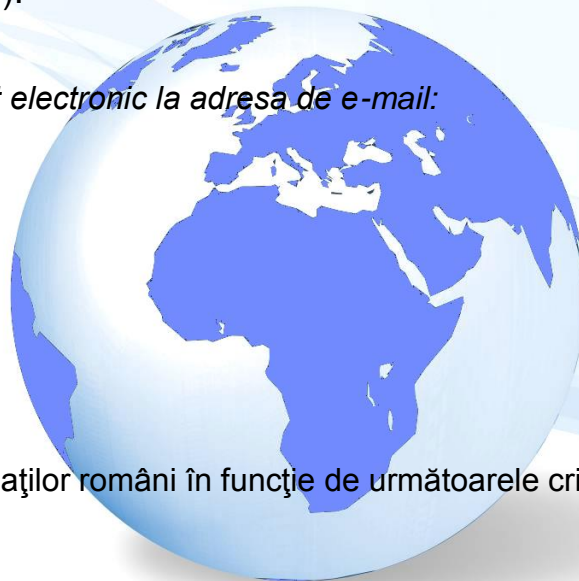 ).
electronic la adresa de e-mail:
aţilor români în funcţie de următoarele cri